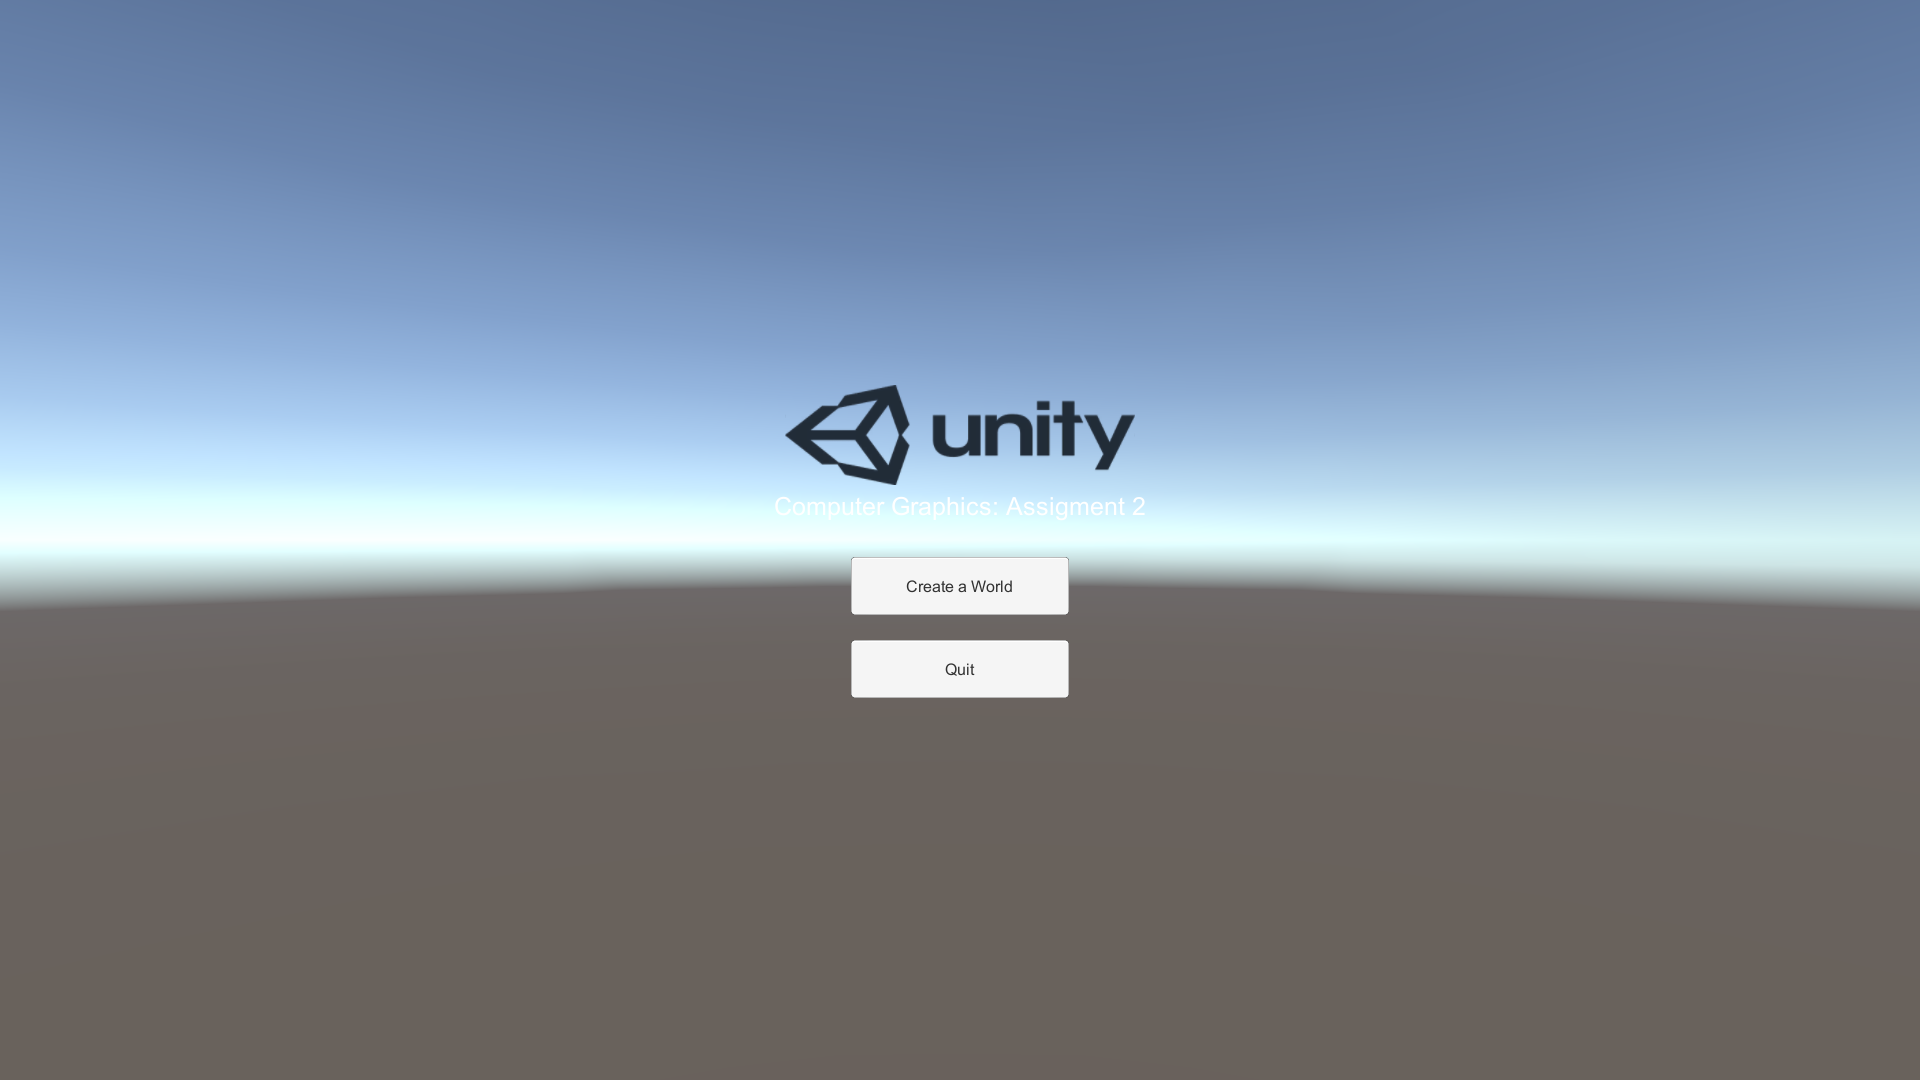 unity
Computer Graphics: Assigment 2
Create a World
Quit